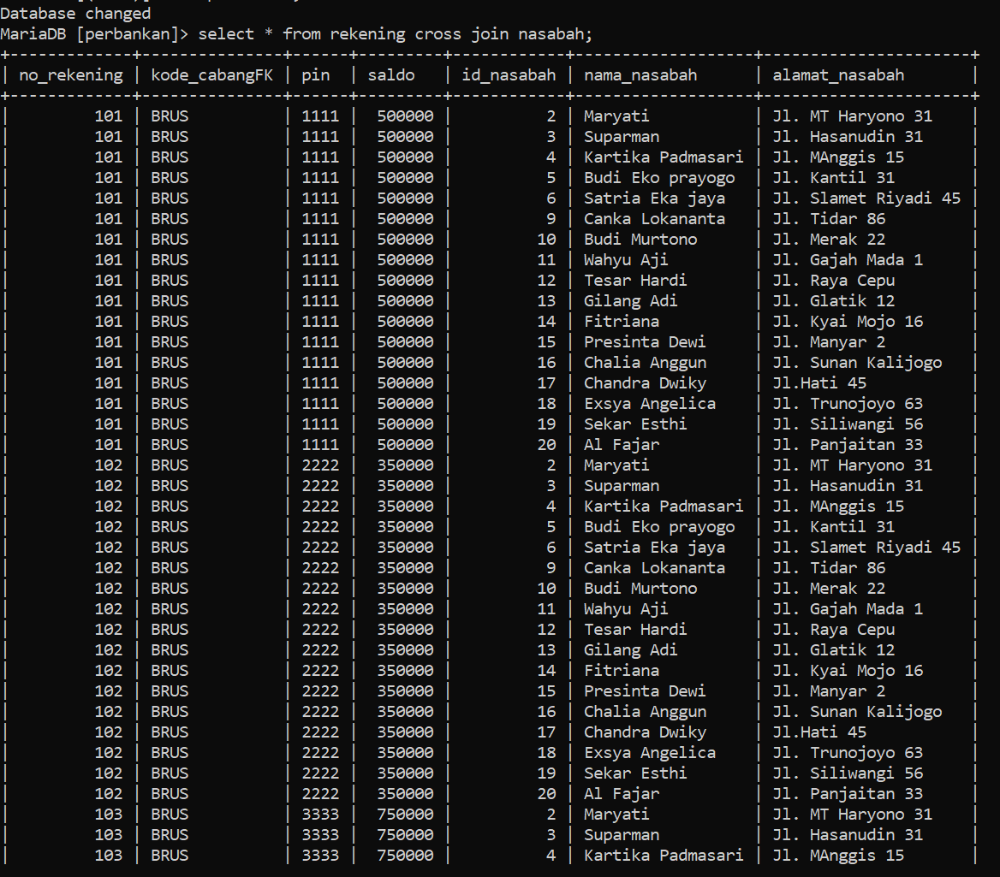 Database changed
MariaDB [perbankan]> select * from rekening cross join nasabah;
+-------------+---------------+------+---------+------------+-------------------+----------------------+
| no_rekening | kode_cabangFK | pin  | saldo   | id_nasabah | nama_nasabah      | alamat_nasabah       |
+-------------+---------------+------+---------+------------+-------------------+----------------------+
|         101 | BRUS          | 1111 |  500000 |          2 | Maryati           | Jl. MT Haryono 31    |
|         101 | BRUS          | 1111 |  500000 |          3 | Suparman          | Jl. Hasanudin 31     |
|         101 | BRUS          | 1111 |  500000 |          4 | Kartika Padmasari | Jl. MAnggis 15       |
|         101 | BRUS          | 1111 |  500000 |          5 | Budi Eko prayogo  | Jl. Kantil 31        |
|         101 | BRUS          | 1111 |  500000 |          6 | Satria Eka jaya   | Jl. Slamet Riyadi 45 |
|         101 | BRUS          | 1111 |  500000 |          9 | Canka Lokananta   | Jl. Tidar 86         |
|         101 | BRUS          | 1111 |  500000 |         10 | Budi Murtono      | Jl. Merak 22         |
|         101 | BRUS          | 1111 |  500000 |         11 | Wahyu Aji         | Jl. Gajah Mada 1     |
|         101 | BRUS          | 1111 |  500000 |         12 | Tesar Hardi       | Jl. Raya Cepu        |
|         101 | BRUS          | 1111 |  500000 |         13 | Gilang Adi        | Jl. Glatik 12        |
|         101 | BRUS          | 1111 |  500000 |         14 | Fitriana          | Jl. Kyai Mojo 16     |
|         101 | BRUS          | 1111 |  500000 |         15 | Presinta Dewi     | Jl. Manyar 2         |
|         101 | BRUS          | 1111 |  500000 |         16 | Chalia Anggun     | Jl. Sunan Kalijogo   |
|         101 | BRUS          | 1111 |  500000 |         17 | Chandra Dwiky     | Jl.Hati 45           |
|         101 | BRUS          | 1111 |  500000 |         18 | Exsya Angelica    | Jl. Trunojoyo 63     |
|         101 | BRUS          | 1111 |  500000 |         19 | Sekar Esthi       | Jl. Siliwangi 56     |
|         101 | BRUS          | 1111 |  500000 |         20 | Al Fajar          | Jl. Panjaitan 33     |
|         102 | BRUS          | 2222 |  350000 |          2 | Maryati           | Jl. MT Haryono 31    |
|         102 | BRUS          | 2222 |  350000 |          3 | Suparman          | Jl. Hasanudin 31     |
|         102 | BRUS          | 2222 |  350000 |          4 | Kartika Padmasari | Jl. MAnggis 15       |
|         102 | BRUS          | 2222 |  350000 |          5 | Budi Eko prayogo  | Jl. Kantil 31        |
|         102 | BRUS          | 2222 |  350000 |          6 | Satria Eka jaya   | Jl. Slamet Riyadi 45 |
|         102 | BRUS          | 2222 |  350000 |          9 | Canka Lokananta   | Jl. Tidar 86         |
|         102 | BRUS          | 2222 |  350000 |         10 | Budi Murtono      | Jl. Merak 22         |
|         102 | BRUS          | 2222 |  350000 |         11 | Wahyu Aji         | Jl. Gajah Mada 1     |
|         102 | BRUS          | 2222 |  350000 |         12 | Tesar Hardi       | Jl. Raya Cepu        |
|         102 | BRUS          | 2222 |  350000 |         13 | Gilang Adi        | Jl. Glatik 12        |
|         102 | BRUS          | 2222 |  350000 |         14 | Fitriana          | Jl. Kyai Mojo 16     |
|         102 | BRUS          | 2222 |  350000 |         15 | Presinta Dewi     | Jl. Manyar 2         |
|         102 | BRUS          | 2222 |  350000 |         16 | Chalia Anggun     | Jl. Sunan Kalijogo   |
|         102 | BRUS          | 2222 |  350000 |         17 | Chandra Dwiky     | Jl.Hati 45           |
|         102 | BRUS          | 2222 |  350000 |         18 | Exsya Angelica    | Jl. Trunojoyo 63     |
|         102 | BRUS          | 2222 |  350000 |         19 | Sekar Esthi       | Jl. Siliwangi 56     |
|         102 | BRUS          | 2222 |  350000 |         20 | Al Fajar          | Jl. Panjaitan 33     |
|         103 | BRUS          | 3333 |  750000 |          2 | Maryati           | Jl. MT Haryono 31    |
|         103 | BRUS          | 3333 |  750000 |          3 | Suparman          | Jl. Hasanudin 31     |
|         103 | BRUS          | 3333 |  750000 |          4 | Kartika Padmasari | Jl. MAnggis 15       |